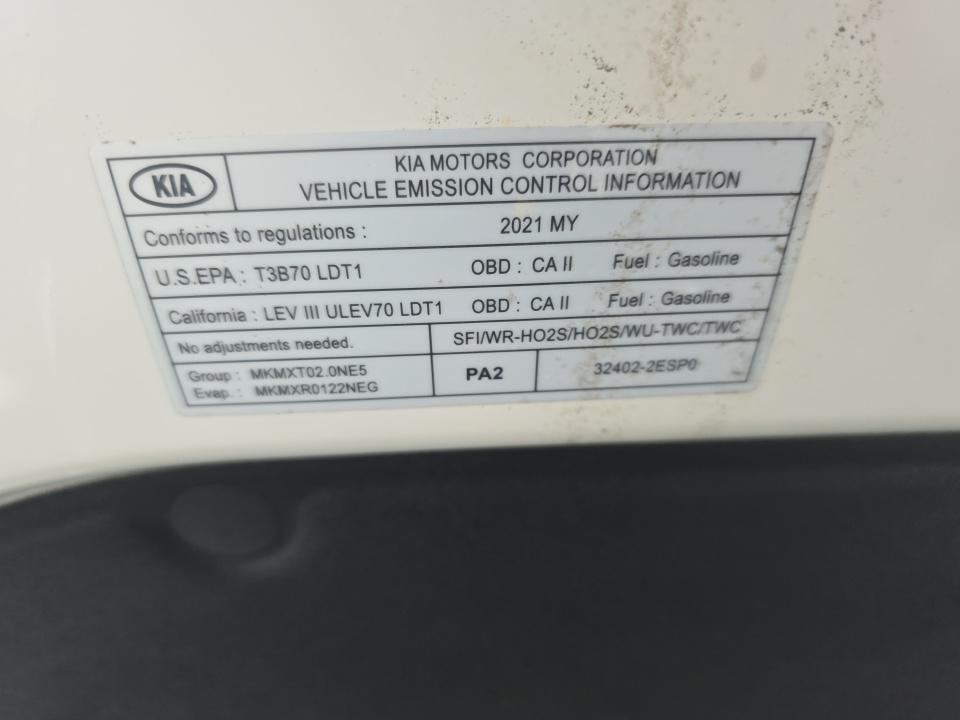 KIA
KIA MOTORS CORPORATION
VEHICLE EMISSION CONTROL INFORMATION
Conforms to regulations : 2021 MY
U.S.EPA : T3B70 LDT1 OBD : CA II Fuel : Gasoline
California : LEV III ULEV70 LDT1 OBD : CA II Fuel : Gasoline
No adjustments needed. SFI/WR-HO2S/HO2S/WU-TWC/TWC
Group : MKMXT02.0NE5
Evap. : MKMXR0122NEG
PA2
32402-2ESP0